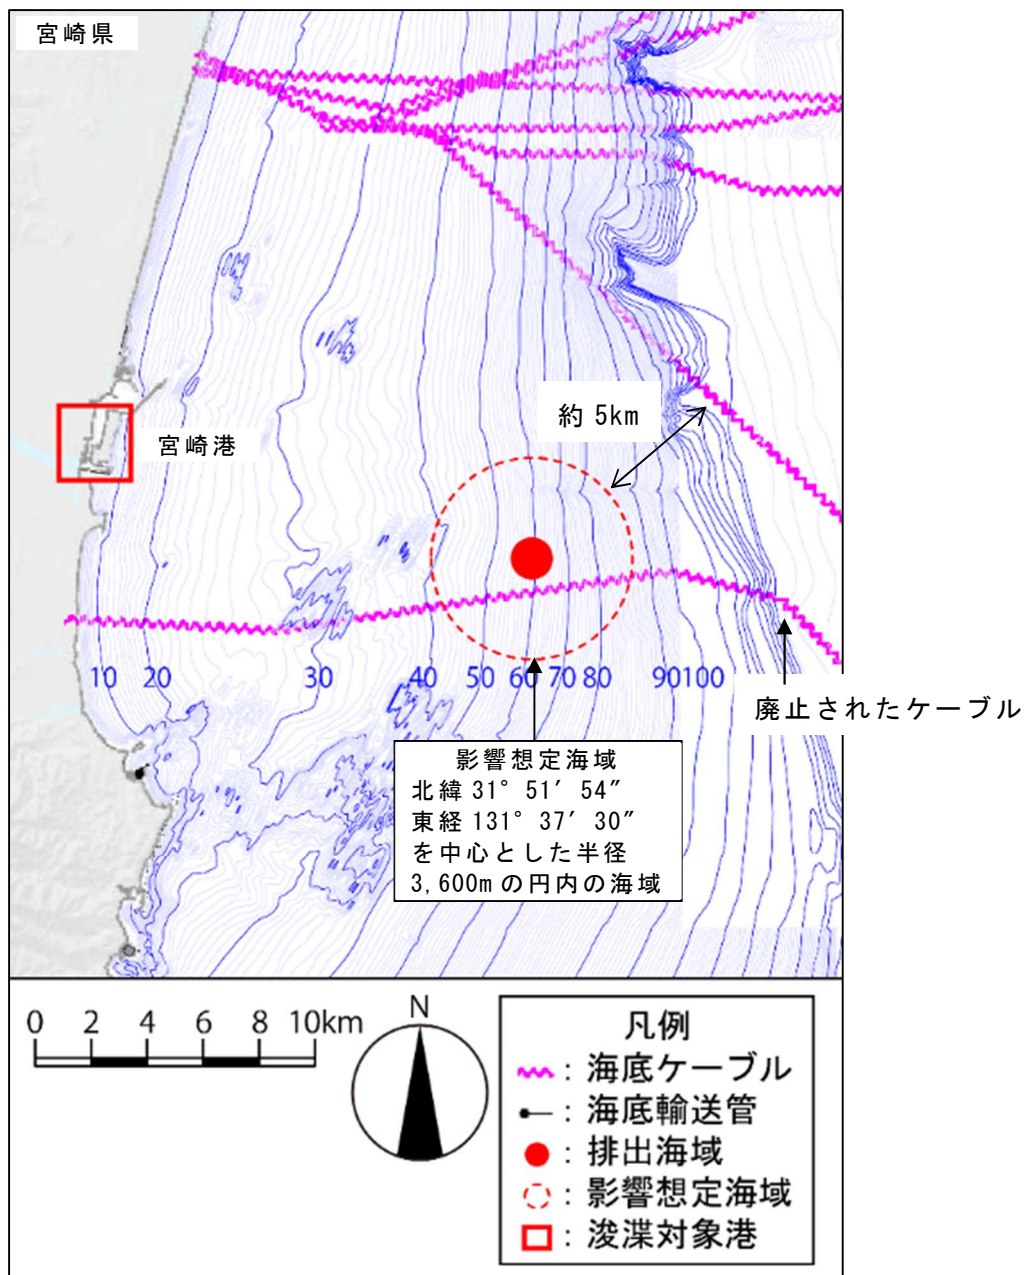 宮崎県
約 5km
宮崎港
10 20 30 40 50 60 70 80 90 100
廃止されたケーブル
影響想定海域
北緯 31° 51′ 54″
東経 131° 37′ 30″
を中心とした半径
3,600m の円内の海域
0 2 4 6 8 10km
N
凡例
: 海底ケーブル
: 海底輸送管
: 排出海域
: 影響想定海域
: 浚渫対象港